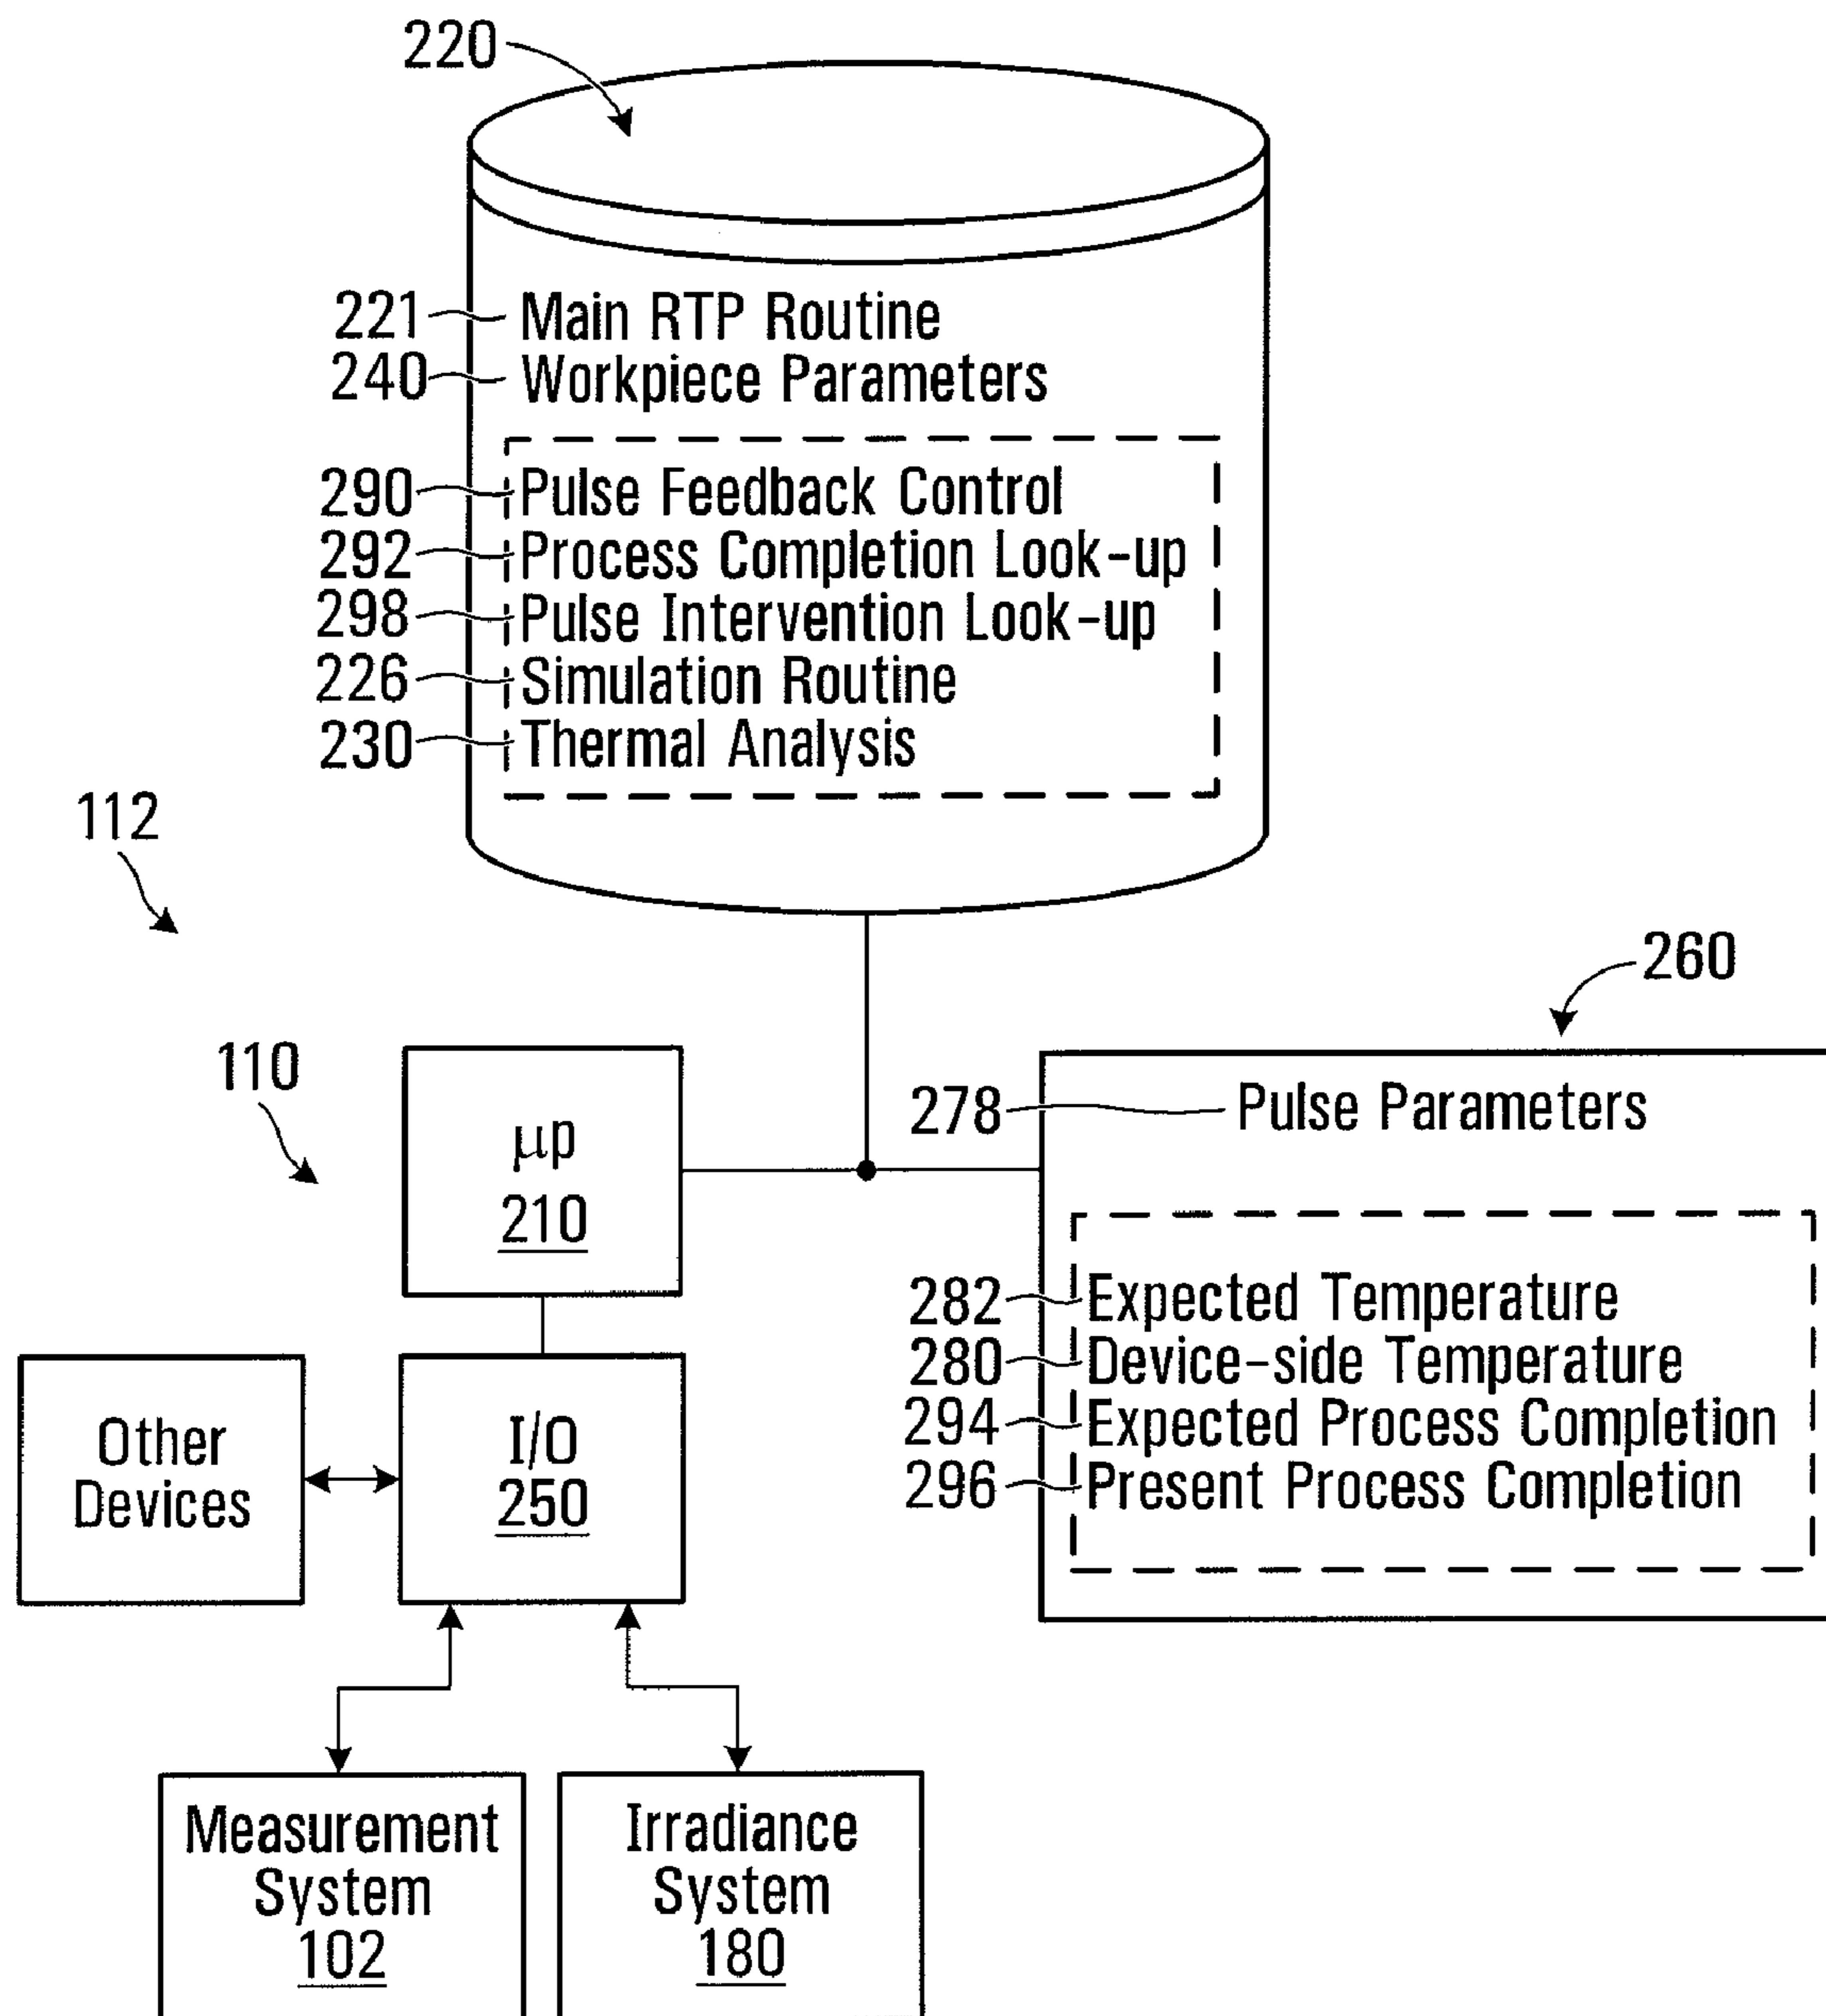 220
221 Main RTP Routine
240 Workpiece Parameters
290 Pulse Feedback Control
292 Process Completion Look-up
298 Pulse Intervention Look-up
226 Simulation Routine
230 Thermal Analysis
112
260
110
μp
210
278 Pulse Parameters
282 Expected Temperature
280 Device-side Temperature
294 Expected Process Completion
296 Present Process Completion
Other
Devices
I/O
250
Measurement
System
102
Irradiance
System
180